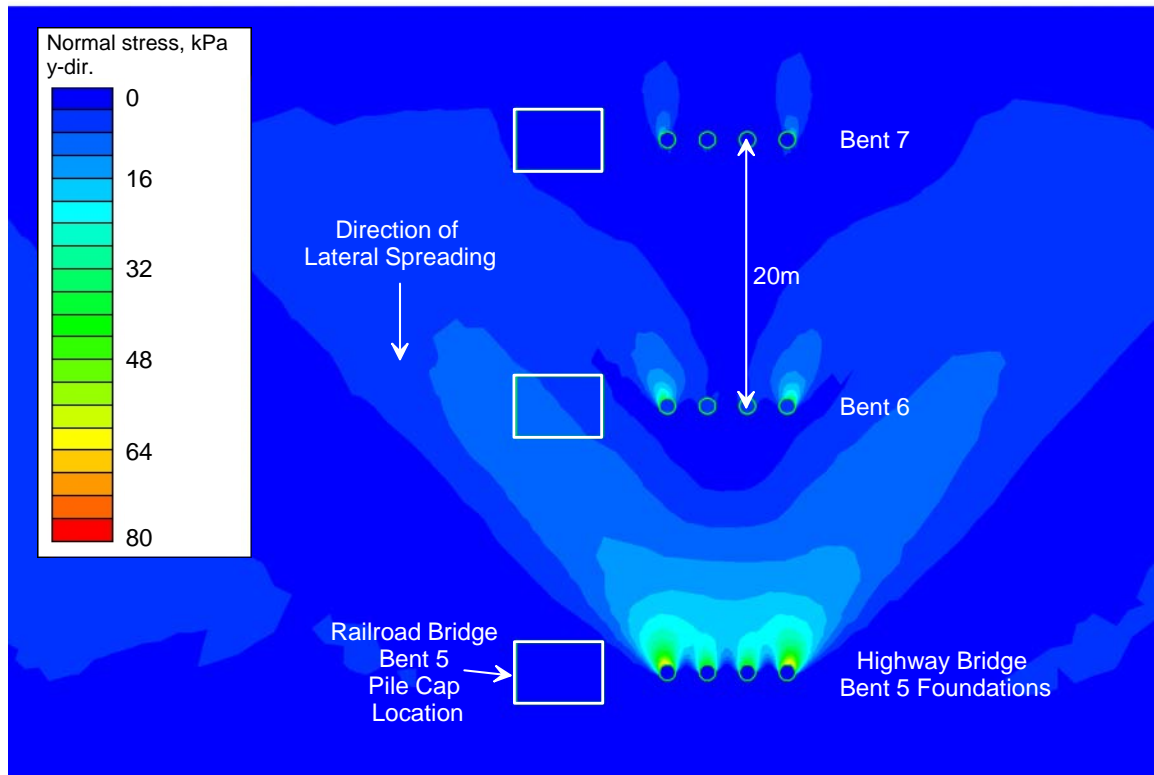 Normal stress, kPa
y-dir.
0
16
32
48
64
80
Bent 7
Direction of
Lateral Spreading
20m
Bent 6
Railroad Bridge
Bent 5
Pile Cap
Location
Highway Bridge
Bent 5 Foundations